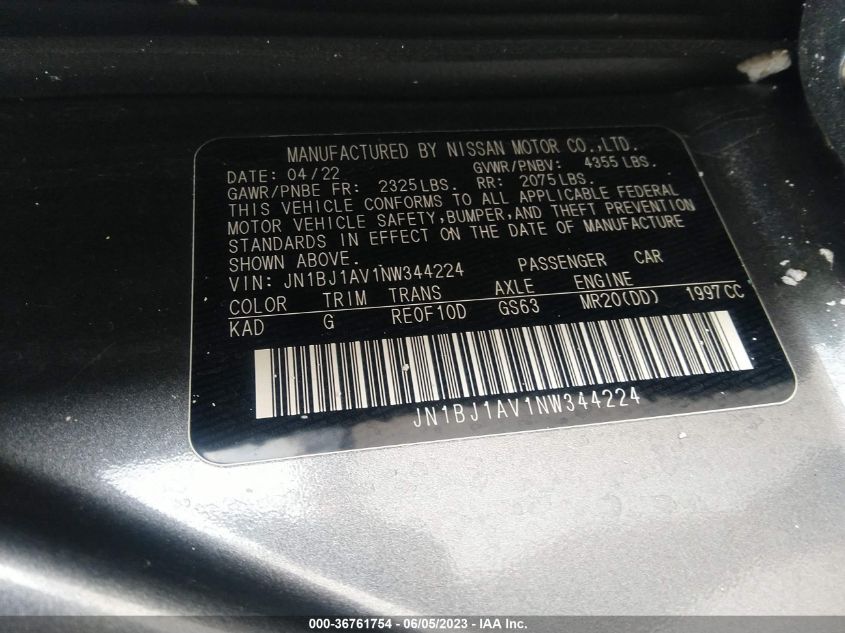 MANUFACTURED BY NISSAN MOTOR CO.,LTD.
DATE: 04/22 GVWR/PNBV: 4355 LBS.
GAWR/PNBE FR: 2325LBS. RR: 2075LBS.
THIS VEHICLE CONFORMS TO ALL APPLICABLE FEDERAL
MOTOR VEHICLE SAFETY,BUMPER,AND THEFT PREVENTION
STANDARDS IN EFFECT ON THE DATE OF MANUFACTURE
SHOWN ABOVE.
VIN: JN1BJ1AV1NW344224 PASSENGER CAR
COLOR TRIM TRANS AXLE ENGINE
KAD G RE0F10D GS63 MR20(DD) 1997CC
JN1BJ1AV1NW344224
000-36761754 - 06/05/2023 - IAA Inc.